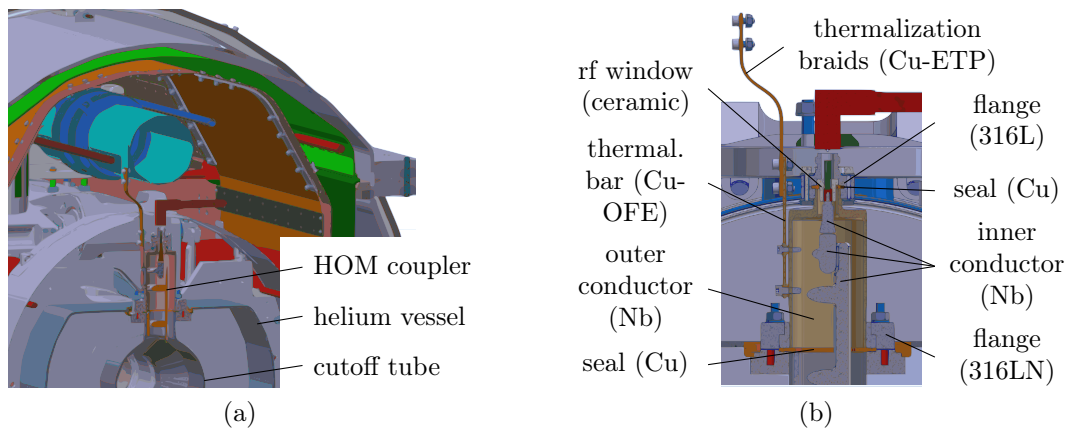 HOM coupler
helium vessel
cutoff tube
(a)
thermalization
braids (Cu-ETP)
rf window
(ceramic)
thermal.
bar (Cu-
OFE)
outer
conductor
(Nb)
seal (Cu)
flange
(316L)
seal (Cu)
inner
conductor
(Nb)
flange
(316LN)
(b)